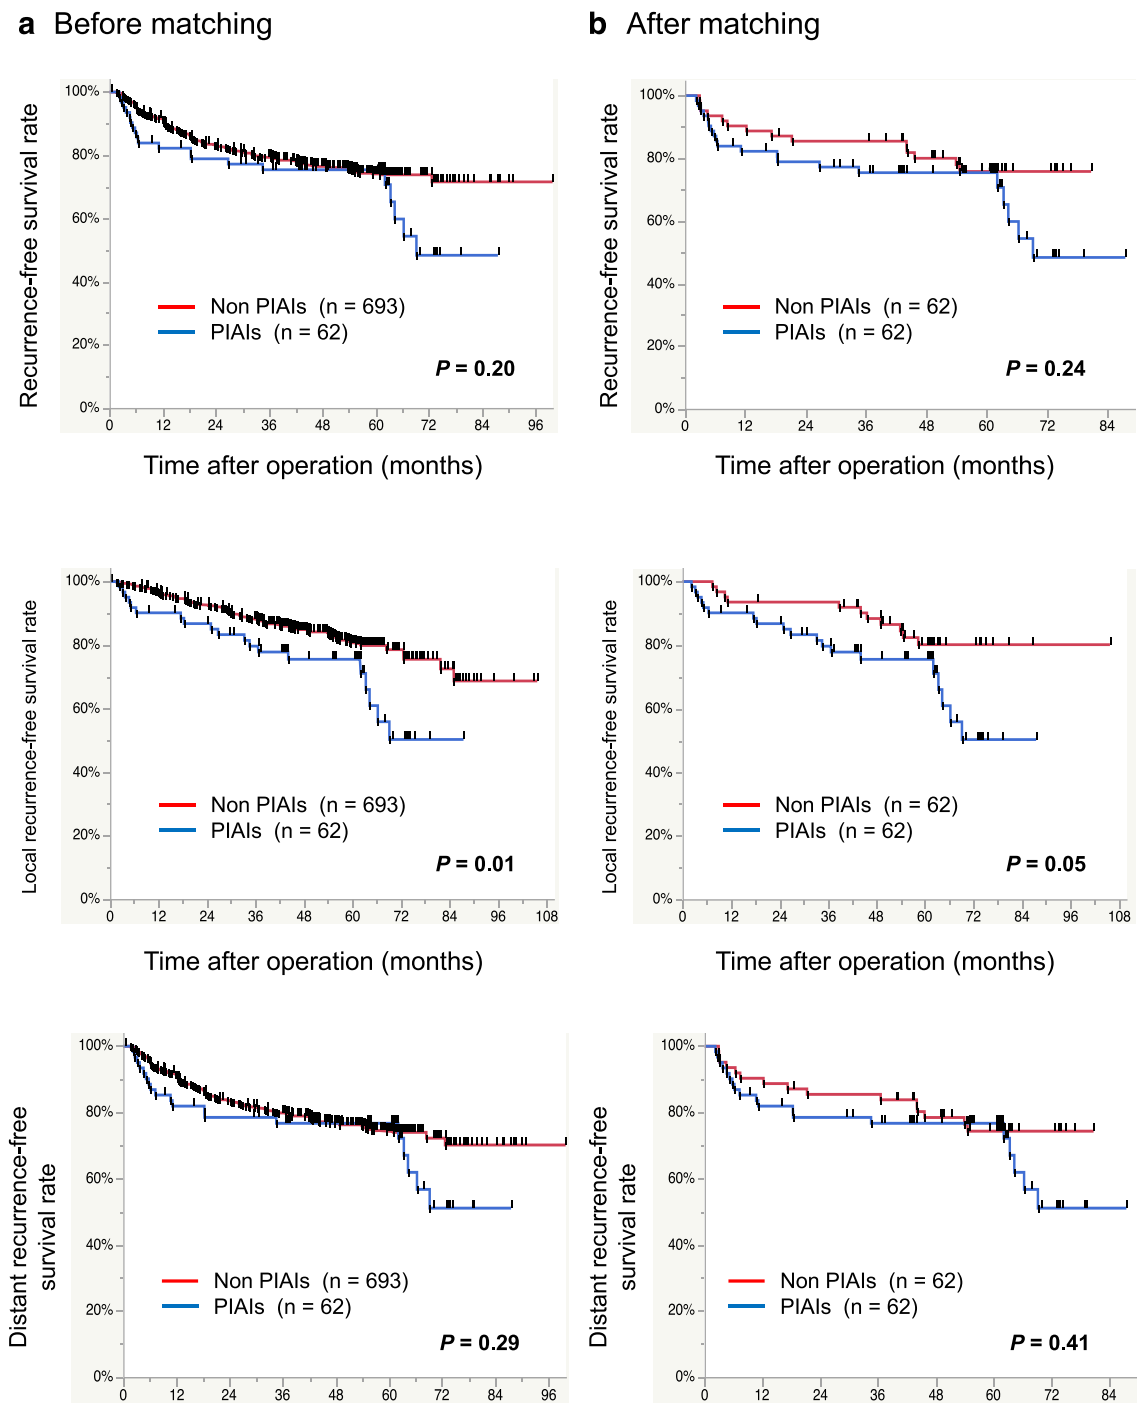 a Before matching
b After matching
Recurrence-free survival rate
100%
80%
60%
40%
20%
0%
Non PIAIs (n = 693)
PIAIs (n = 62)
P = 0.20
0 12 24 36 48 60 72 84 96
Time after operation (months)
Recurrence-free survival rate
100%
80%
60%
40%
20%
0%
Non PIAIs (n = 62)
PIAIs (n = 62)
P = 0.24
0 12 24 36 48 60 72 84
Time after operation (months)
Local recurrence-free survival rate
100%
80%
60%
40%
20%
0%
Non PIAIs (n = 693)
PIAIs (n = 62)
P = 0.01
0 12 24 36 48 60 72 84 96 108
Time after operation (months)
Local recurrence-free survival rate
100%
80%
60%
40%
20%
0%
Non PIAIs (n = 62)
PIAIs (n = 62)
P = 0.05
0 12 24 36 48 60 72 84 96 108
Time after operation (months)
Distant recurrence-free
survival rate
100%
80%
60%
40%
20%
0%
Non PIAIs (n = 693)
PIAIs (n = 62)
P = 0.29
0 12 24 36 48 60 72 84 96
Distant recurrence-free
survival rate
100%
80%
60%
40%
20%
0%
Non PIAIs (n = 62)
PIAIs (n = 62)
P = 0.41
0 12 24 36 48 60 72 84